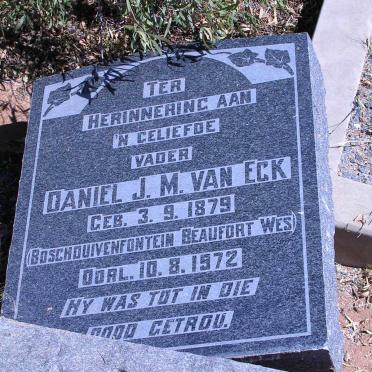 TER
HERINNERING AAN
'N GELIEFDE
VADER
DANIEL J. M. VAN ECK
GEB. 3. 9. 1879
(BOSCHDUIVENFONTEIN BEAUFORT WES)
OORL. 10. 8. 1972
HY WAS TOT IN DIE
DOOD GETROU.